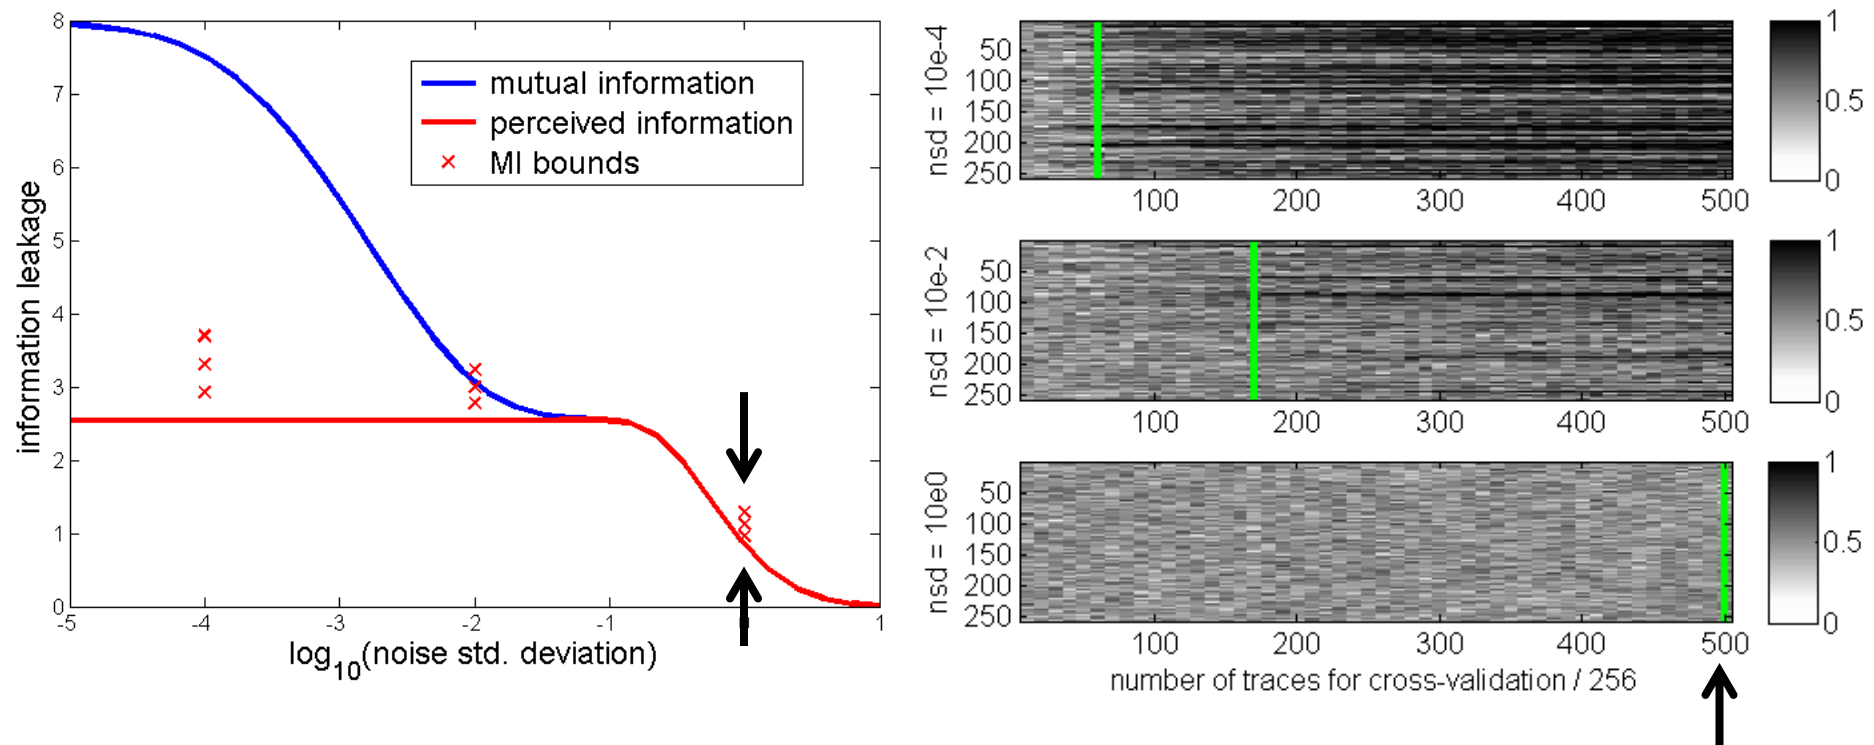 8
7
6
5
4
3
2
1
0
information leakage
mutual information
perceived information
MI bounds
-5 -4 -3 -2 -1 1
log10(noise std. deviation)
nsd = 10e-4
50
100
150
200
250
100 200 300 400 500
1
0.5
0
nsd = 10e-2
50
100
150
200
250
100 200 300 400 500
1
0.5
0
nsd = 10e0
50
100
150
200
250
100 200 300 400 500
1
0.5
0
number of traces for cross-validation / 256